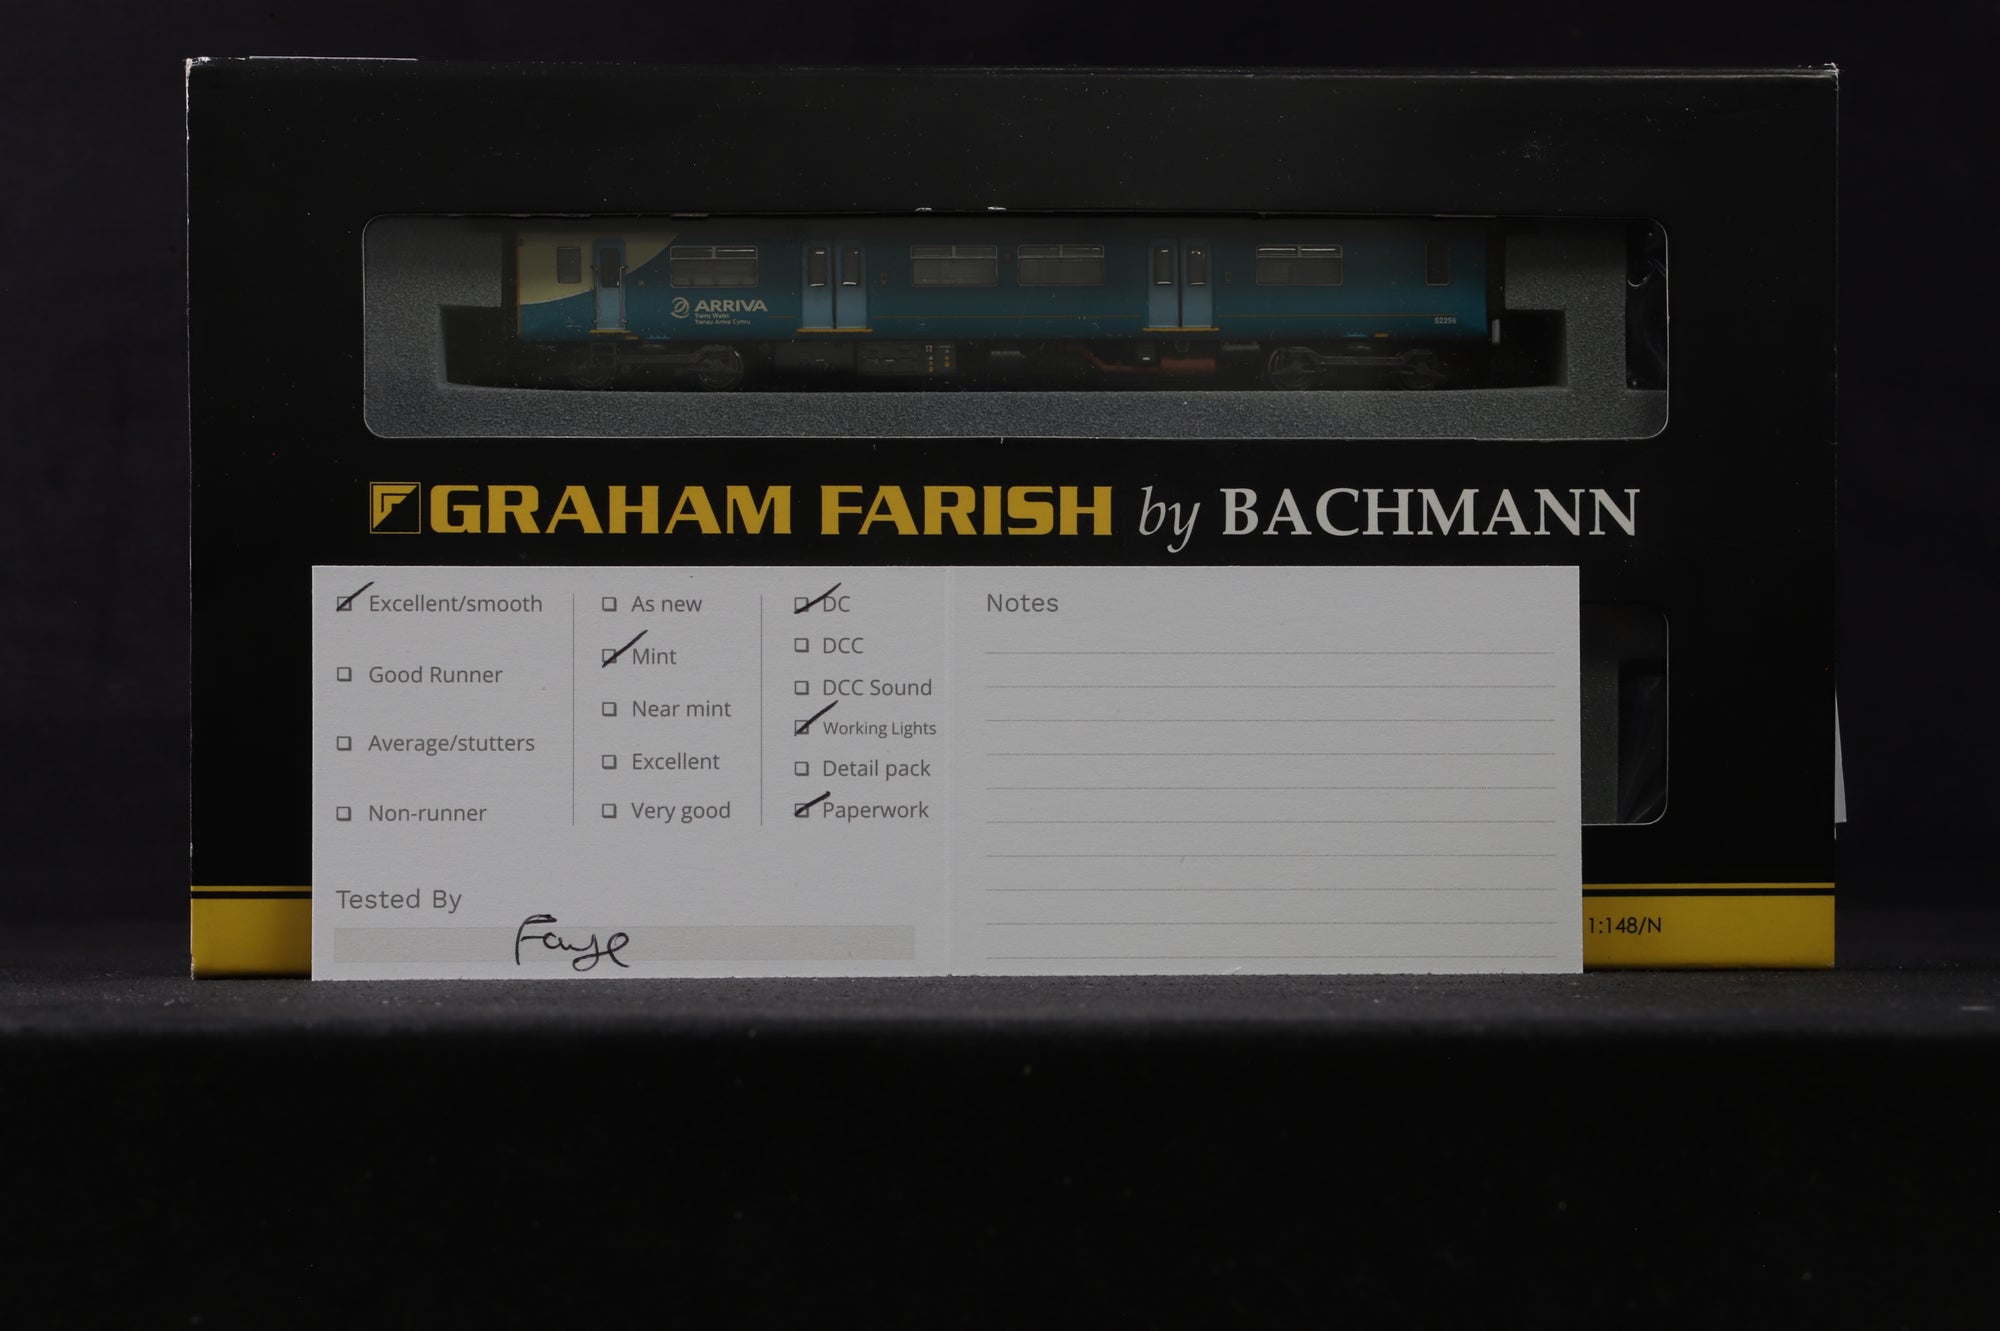 ARRIVA
Trains Wales
Trenau Arriva Cymru
52256
GRAHAM FARISH by BACHMANN
Excellent/smooth
Good Runner
Average/stutters
Non-runner
As new
Mint
Near mint
Excellent
Very good
DC
DCC
DCC Sound
Working Lights
Detail pack
Paperwork
Notes
Tested By
Faye
1:148/N